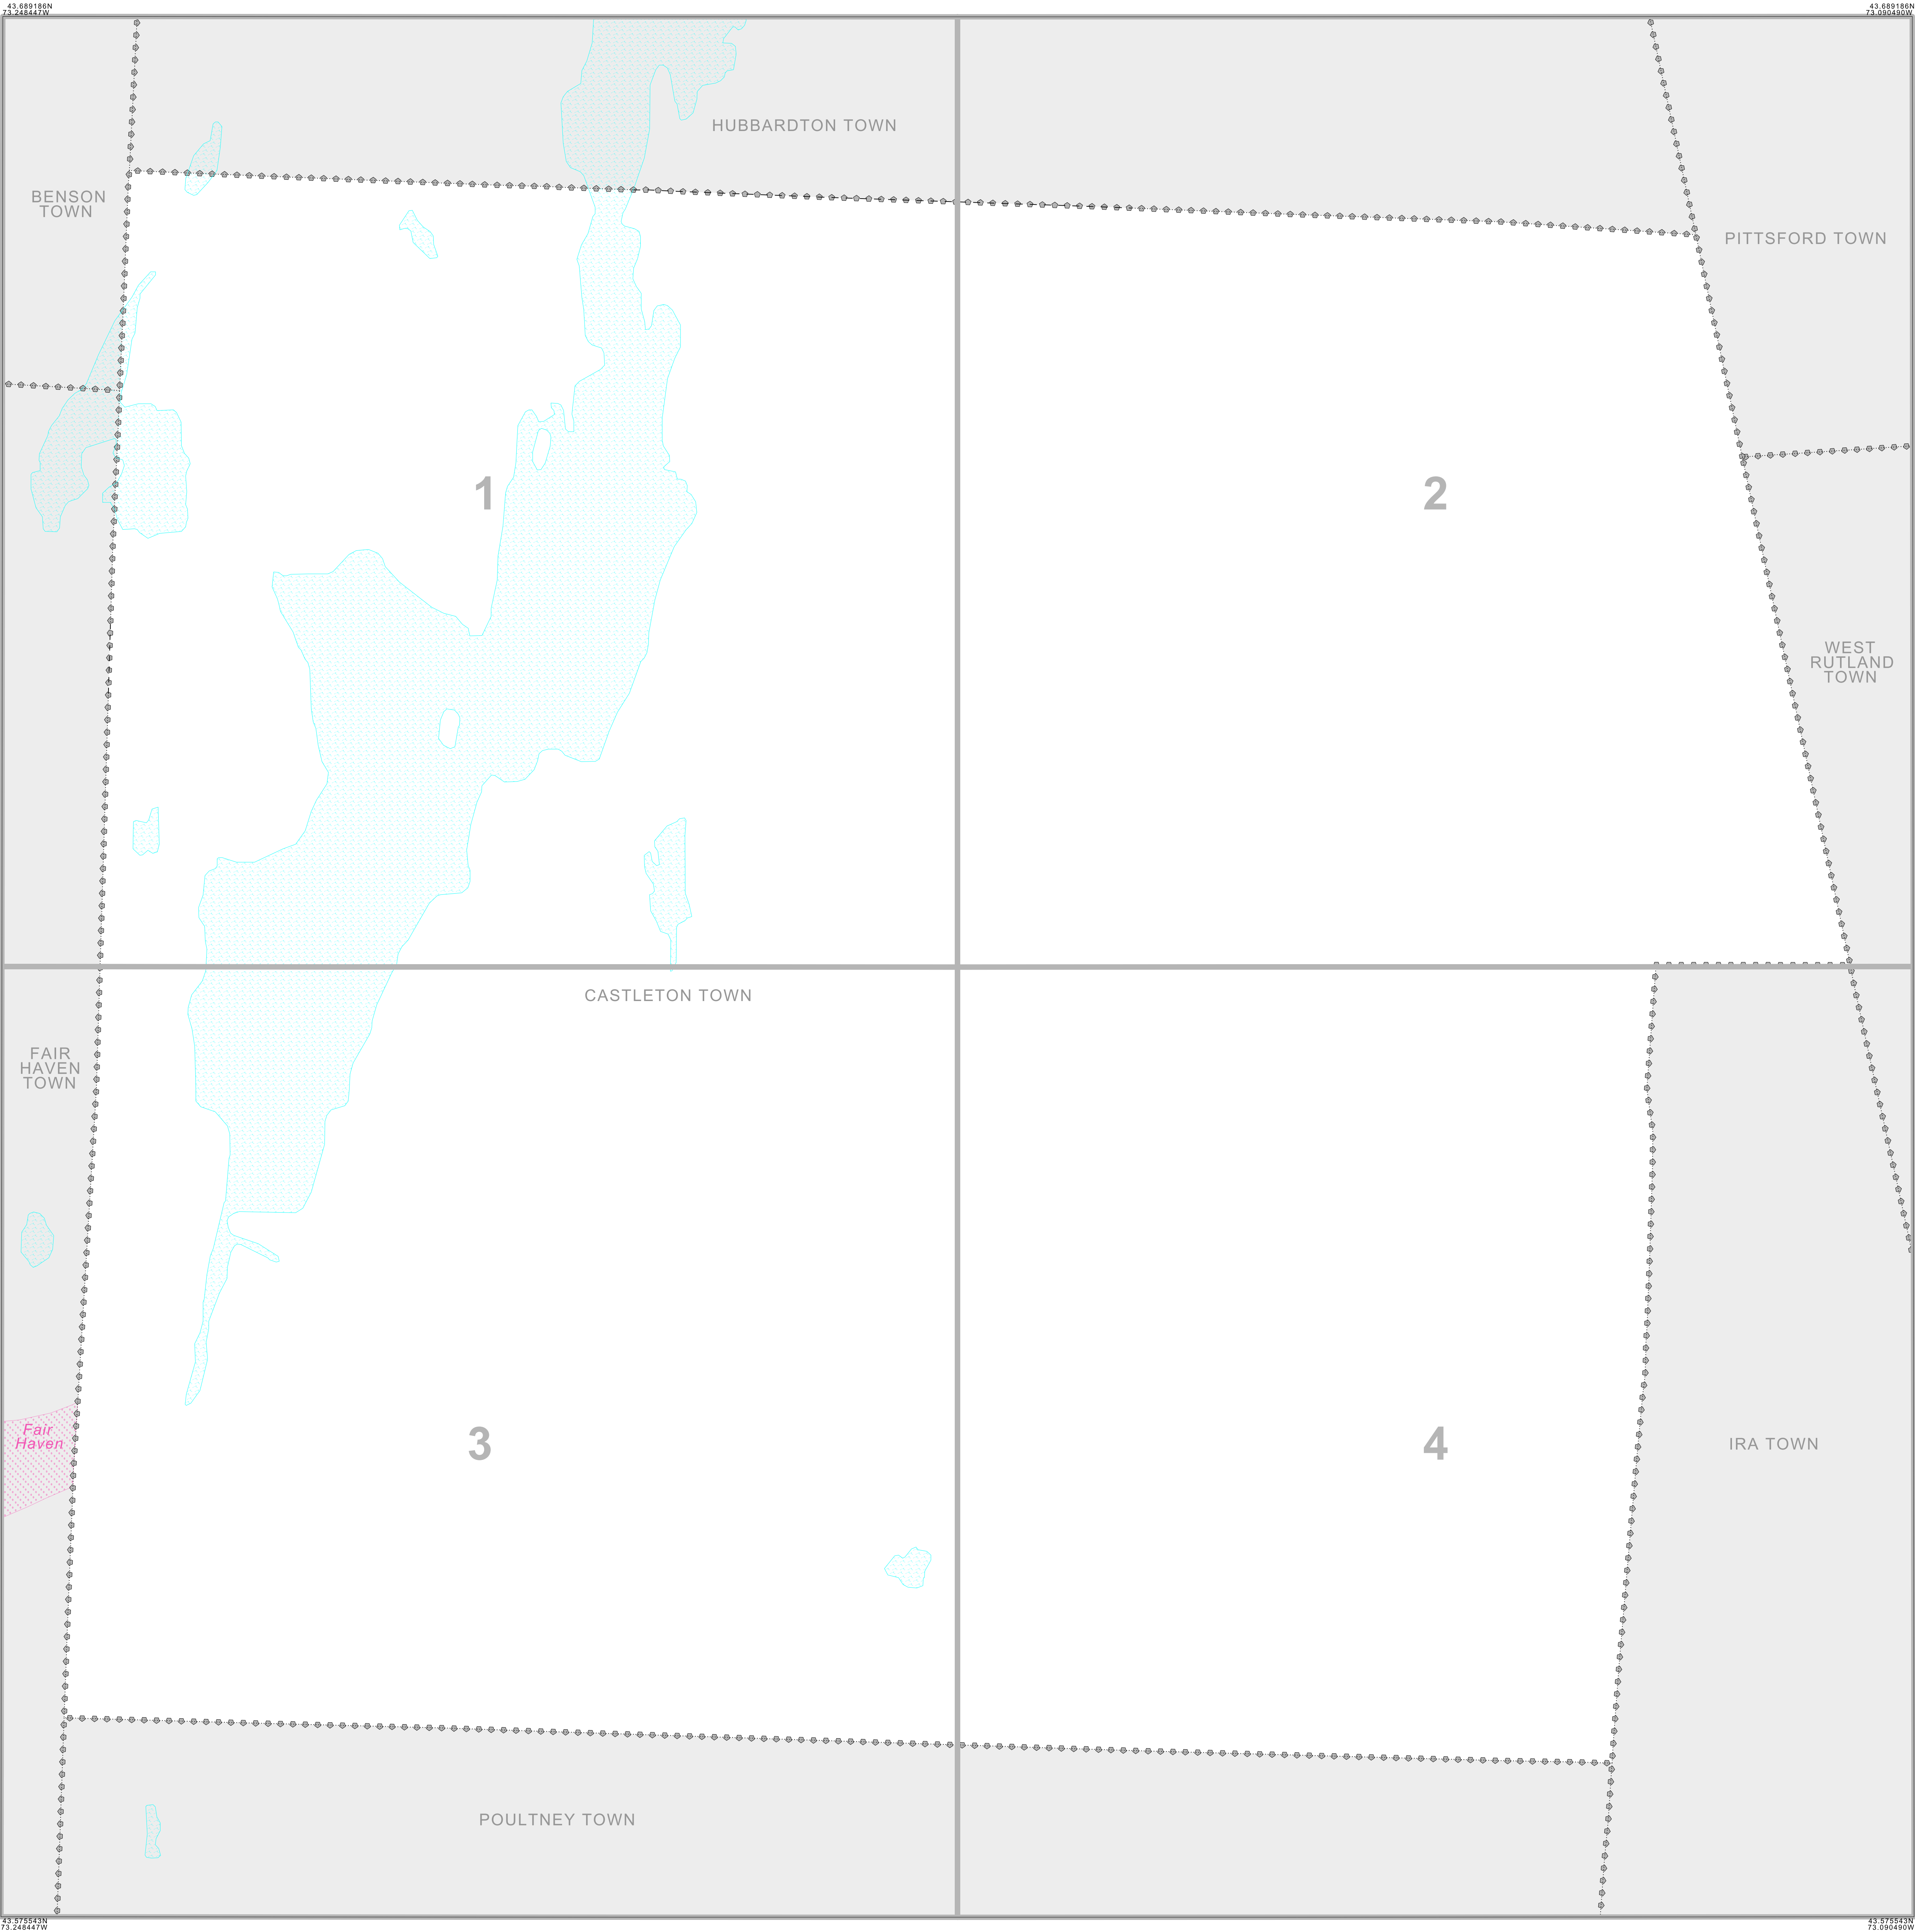 43.689186N
73.248447W
43.689186N
73.090490W
HUBBARDTON TOWN
BENSON
TOWN
PITTSFORD TOWN
1
2
WEST
RUTLAND
TOWN
CASTLETON TOWN
FAIR
HAVEN
TOWN
Fair
Haven
3
4
IRA TOWN
POULTNEY TOWN
43.575543N
73.248447W
43.575543N
73.090490W